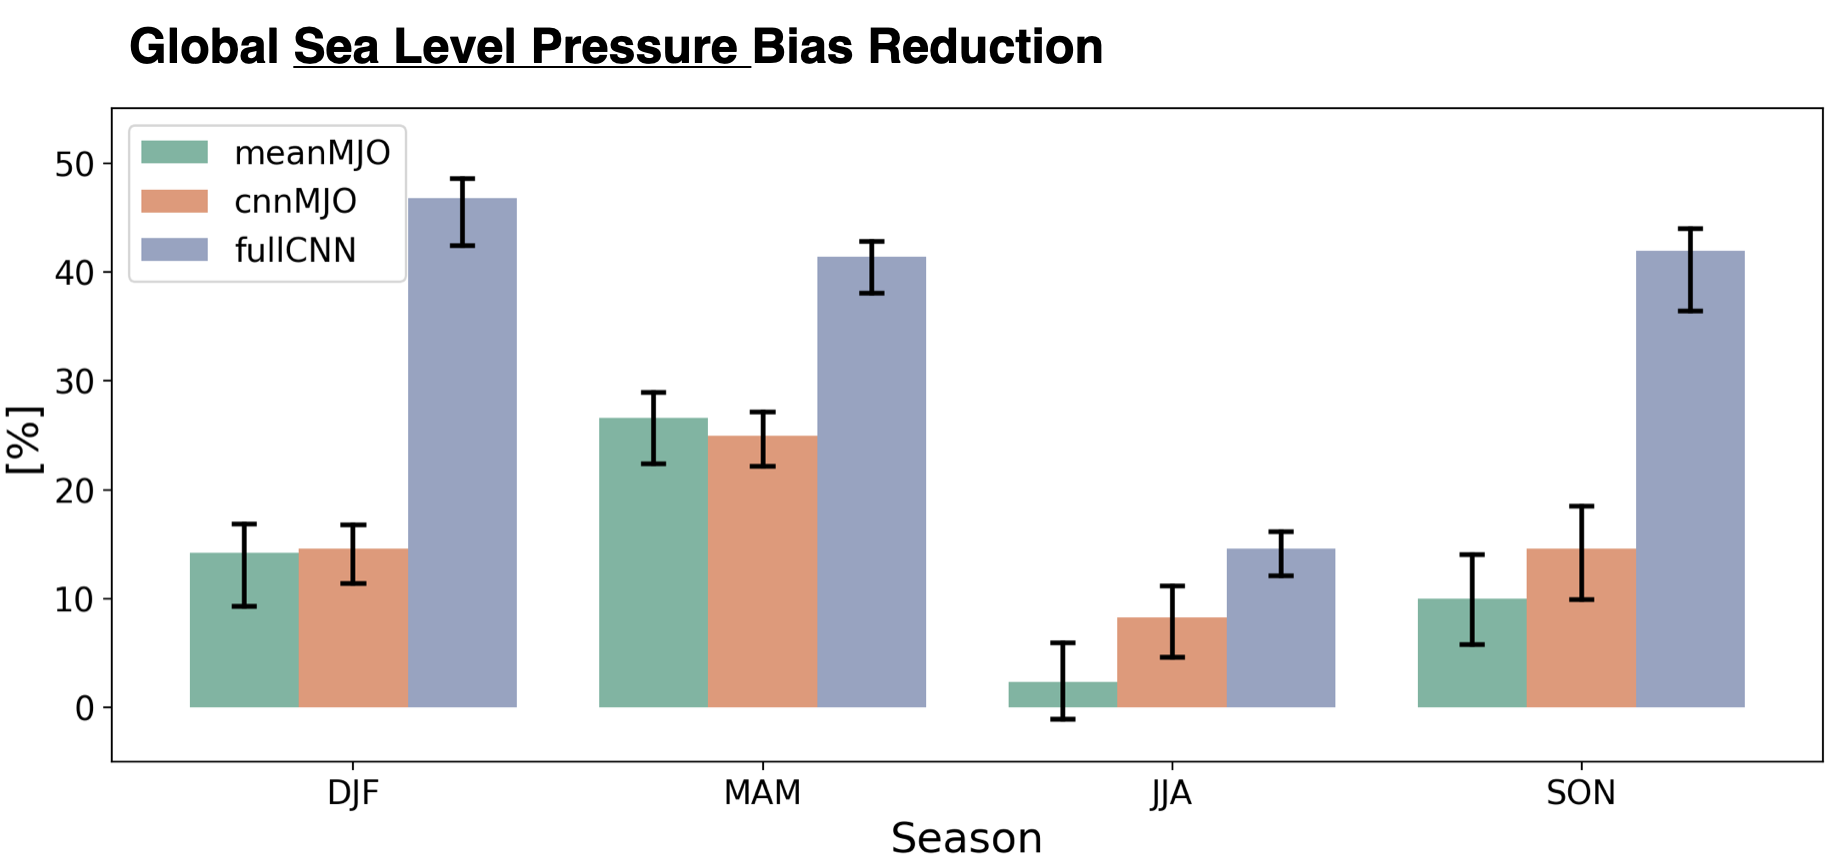 Global Sea Level Pressure Bias Reduction
meanMJO
cnnMJO
fullCNN
50
40
30
20
10
0
[%]
DJF MAM JJA SON
Season